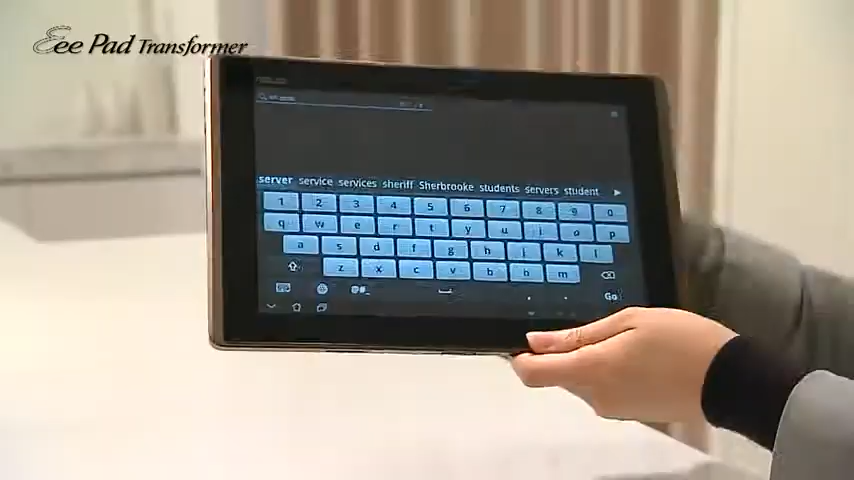 Eee Pad Transformer
ASUS
server service services sheriff Sherbrooke students servers student
1 2 3 4 5 6 7 8 9 0
q w e r t y u i o p
a s d f g h j k l
z x c v b b m
@#_ Go